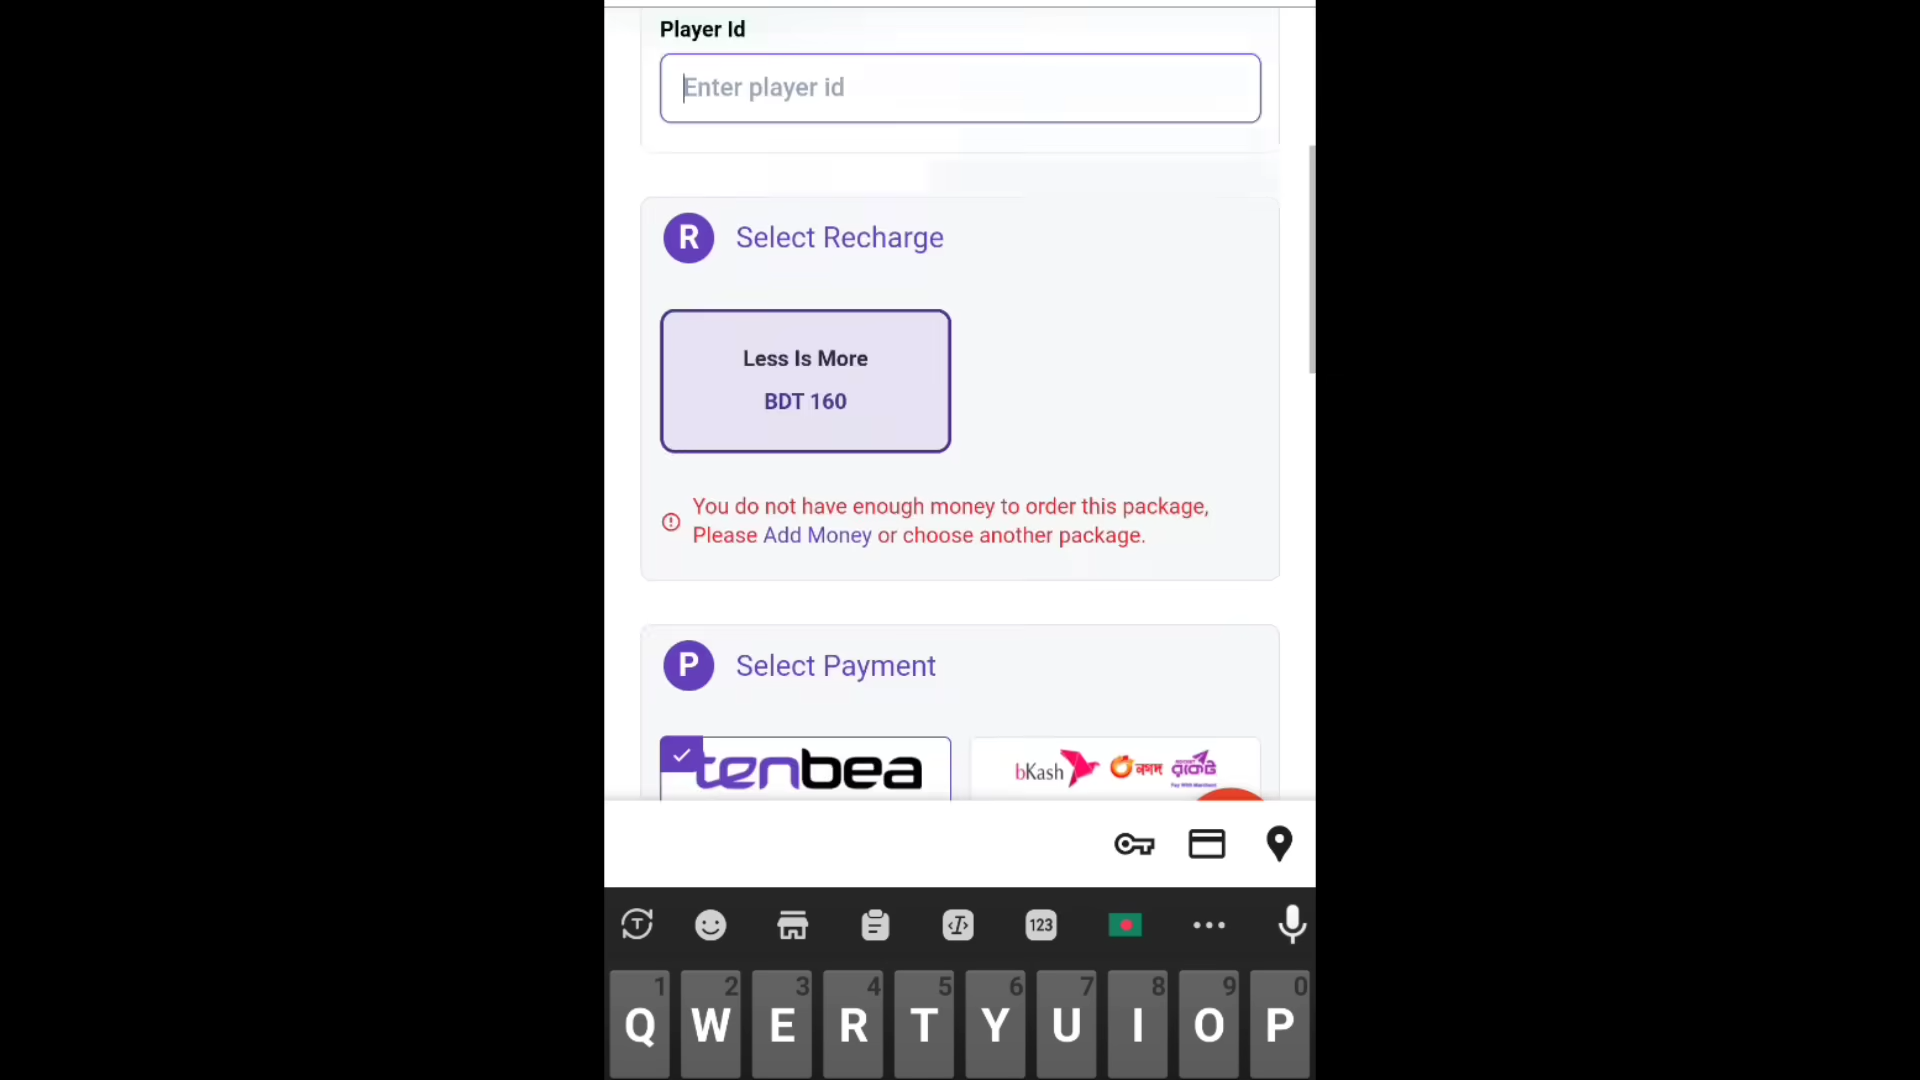 Player Id
Enter player id
R Select Recharge
Less Is More
BDT 160
You do not have enough money to order this package,
Please Add Money or choose another package.
P Select Payment
tenbea
bKash নগদ রকেট
123
1 2 3 4 5 6 7 8 9 0
Q W E R T Y U I O P